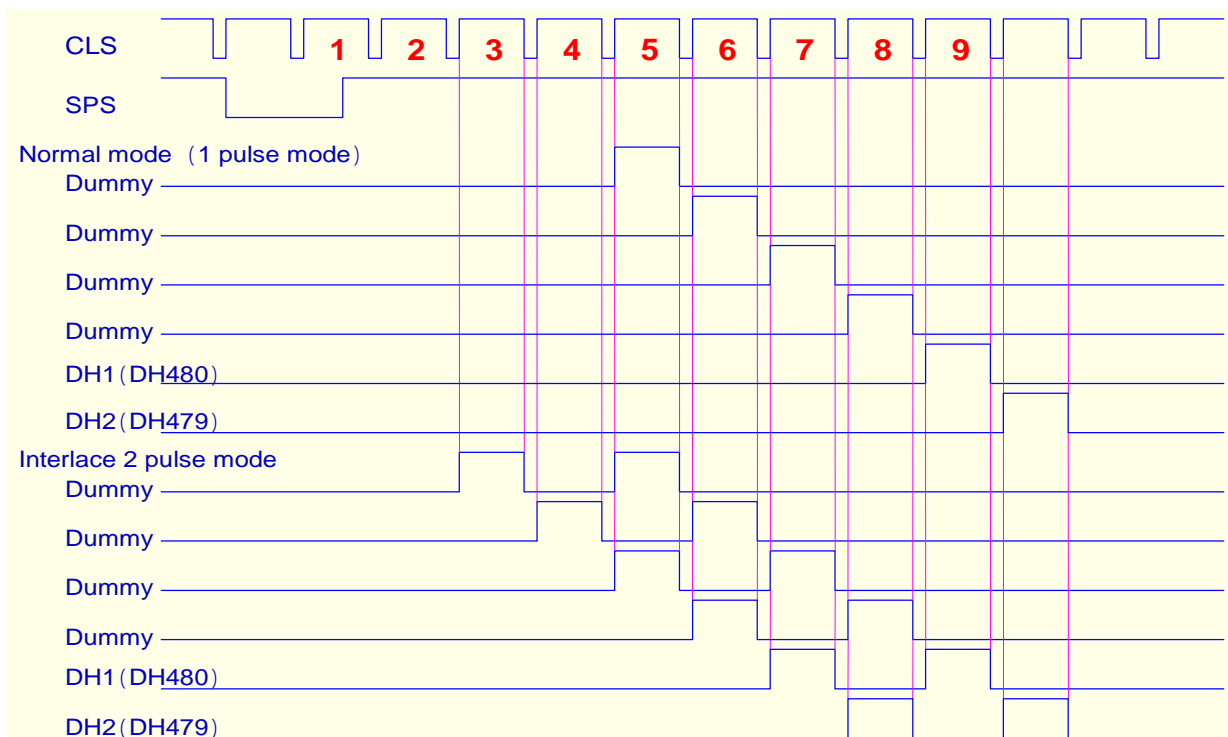 CLS 1 2 3 4 5 6 7 8 9
SPS
Normal mode （1 pulse mode）
Dummy
Dummy
Dummy
Dummy
DH1（DH480）
DH2（DH479）
Interlace 2 pulse mode
Dummy
Dummy
Dummy
Dummy
DH1（DH480）
DH2（DH479）